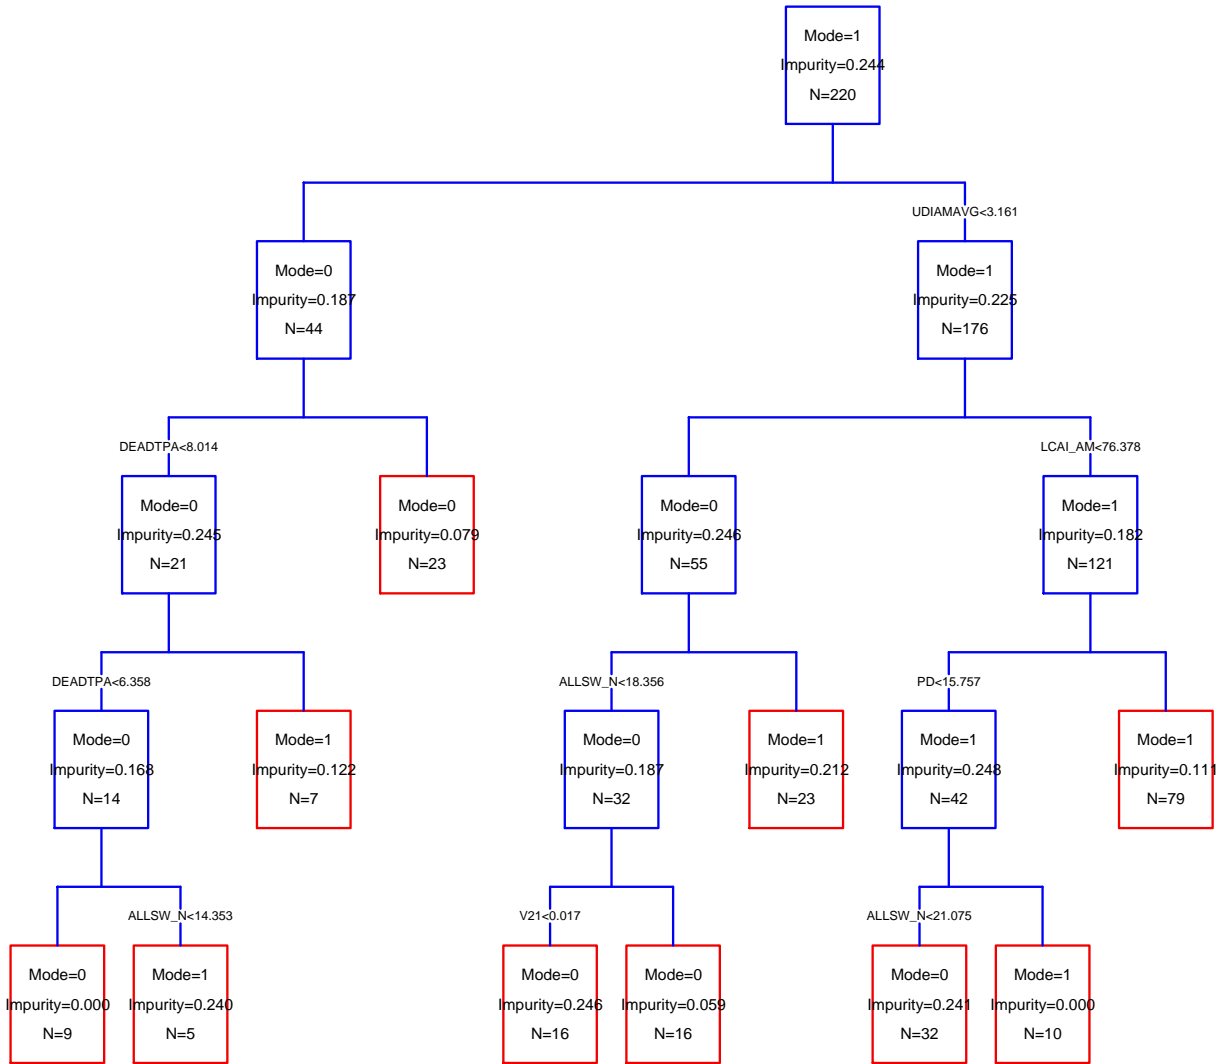 Mode=1
Impurity=0.244
N=220
UDIAMAVG<3.161
Mode=0
Impurity=0.187
N=44
Mode=1
Impurity=0.225
N=176
DEADTPA<8.014
LCAI_AM<76.378
Mode=0
Impurity=0.245
N=21
Mode=0
Impurity=0.079
N=23
Mode=0
Impurity=0.246
N=55
Mode=1
Impurity=0.182
N=121
DEADTPA<6.358
ALLSW_N<18.356
PD<15.757
Mode=0
Impurity=0.168
N=14
Mode=1
Impurity=0.122
N=7
Mode=0
Impurity=0.187
N=32
Mode=1
Impurity=0.212
N=23
Mode=1
Impurity=0.248
N=42
Mode=1
Impurity=0.111
N=79
ALLSW_N<14.353
V21<0.017
ALLSW_N<21.075
Mode=0
Impurity=0.000
N=9
Mode=1
Impurity=0.240
N=5
Mode=0
Impurity=0.246
N=16
Mode=0
Impurity=0.059
N=16
Mode=0
Impurity=0.241
N=32
Mode=1
Impurity=0.000
N=10